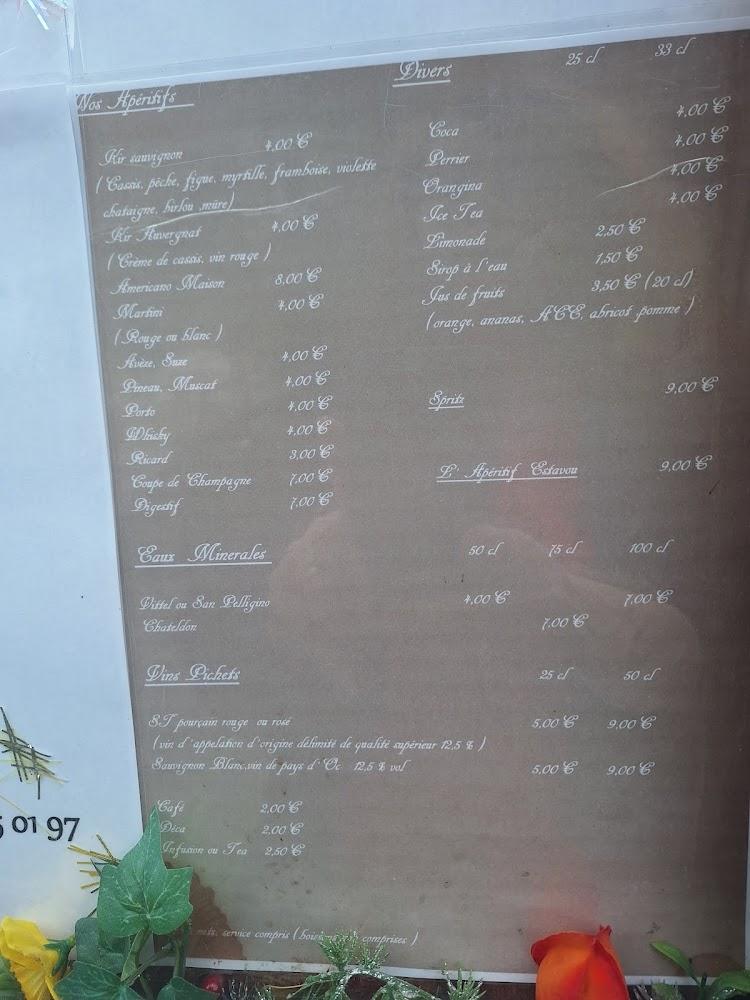 Nos Apéritifs
Kir sauvignon 4,00 €
(Cassis, pêche, figue, myrtille, framboise, violette
chataigne, birlou ,mûre)
Kir Auvergnat 4,00 €
(Crème de cassis, vin rouge )
Americano Maison 8,00 €
Martini 4,00 €
(Rouge ou blanc )
Avèze, Suze 4,00 €
Pineau, Muscat 4,00 €
Porto 4,00 €
Whisky 4,00 €
Ricard 3,00 €
Coupe de Champagne 7,00 €
Digestif 7,00 €
Divers 25 cl 33 cl
Coca 4,00 €
Perrier 4,00 €
Orangina 4,00 €
Ice Tea 4,00 €
Limonade 2,50 €
Sirop à l'eau 1,50 €
Jus de fruits 3,50 € (20 cl)
(orange, ananas, ACE, abricot ,pomme )
Spritz 9,00 €
L' Apéritif Estavou 9,00 €
Eaux Minerales 50 cl 75 cl 100 cl
Vittel ou San Pelligino 4,00 € 7,00 €
Chateldon 7,00 €
Vins Pichets 25 cl 50 cl
ST pourçain rouge ou rosé 5,00 € 9,00 €
(vin d'appelation d'origine délimité de qualité supérieur 12,5 % )
Sauvignon Blanc,vin de pays d'Oc 12,5 % vol 5,00 € 9,00 €
Café 2,00 €
Déca 2,00 €
Infusion ou Tea 2,50 €
nets, service compris ( comprises )
01 97